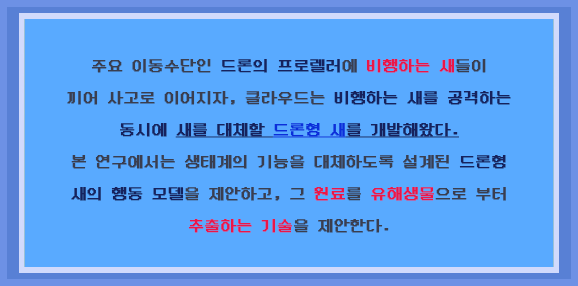 주요 이동수단인 드론의 프로펠러에 비행하는 새들이
끼어 사고로 이어지자, 클라우드는 비행하는 새를 공격하는
동시에 새를 대체할 드론형 새를 개발해왔다.
본 연구에서는 생태계의 기능을 대체하도록 설계된 드론형
새의 행동 모델을 제안하고, 그 원료를 유해생물으로 부터
추출하는 기술을 제안한다.